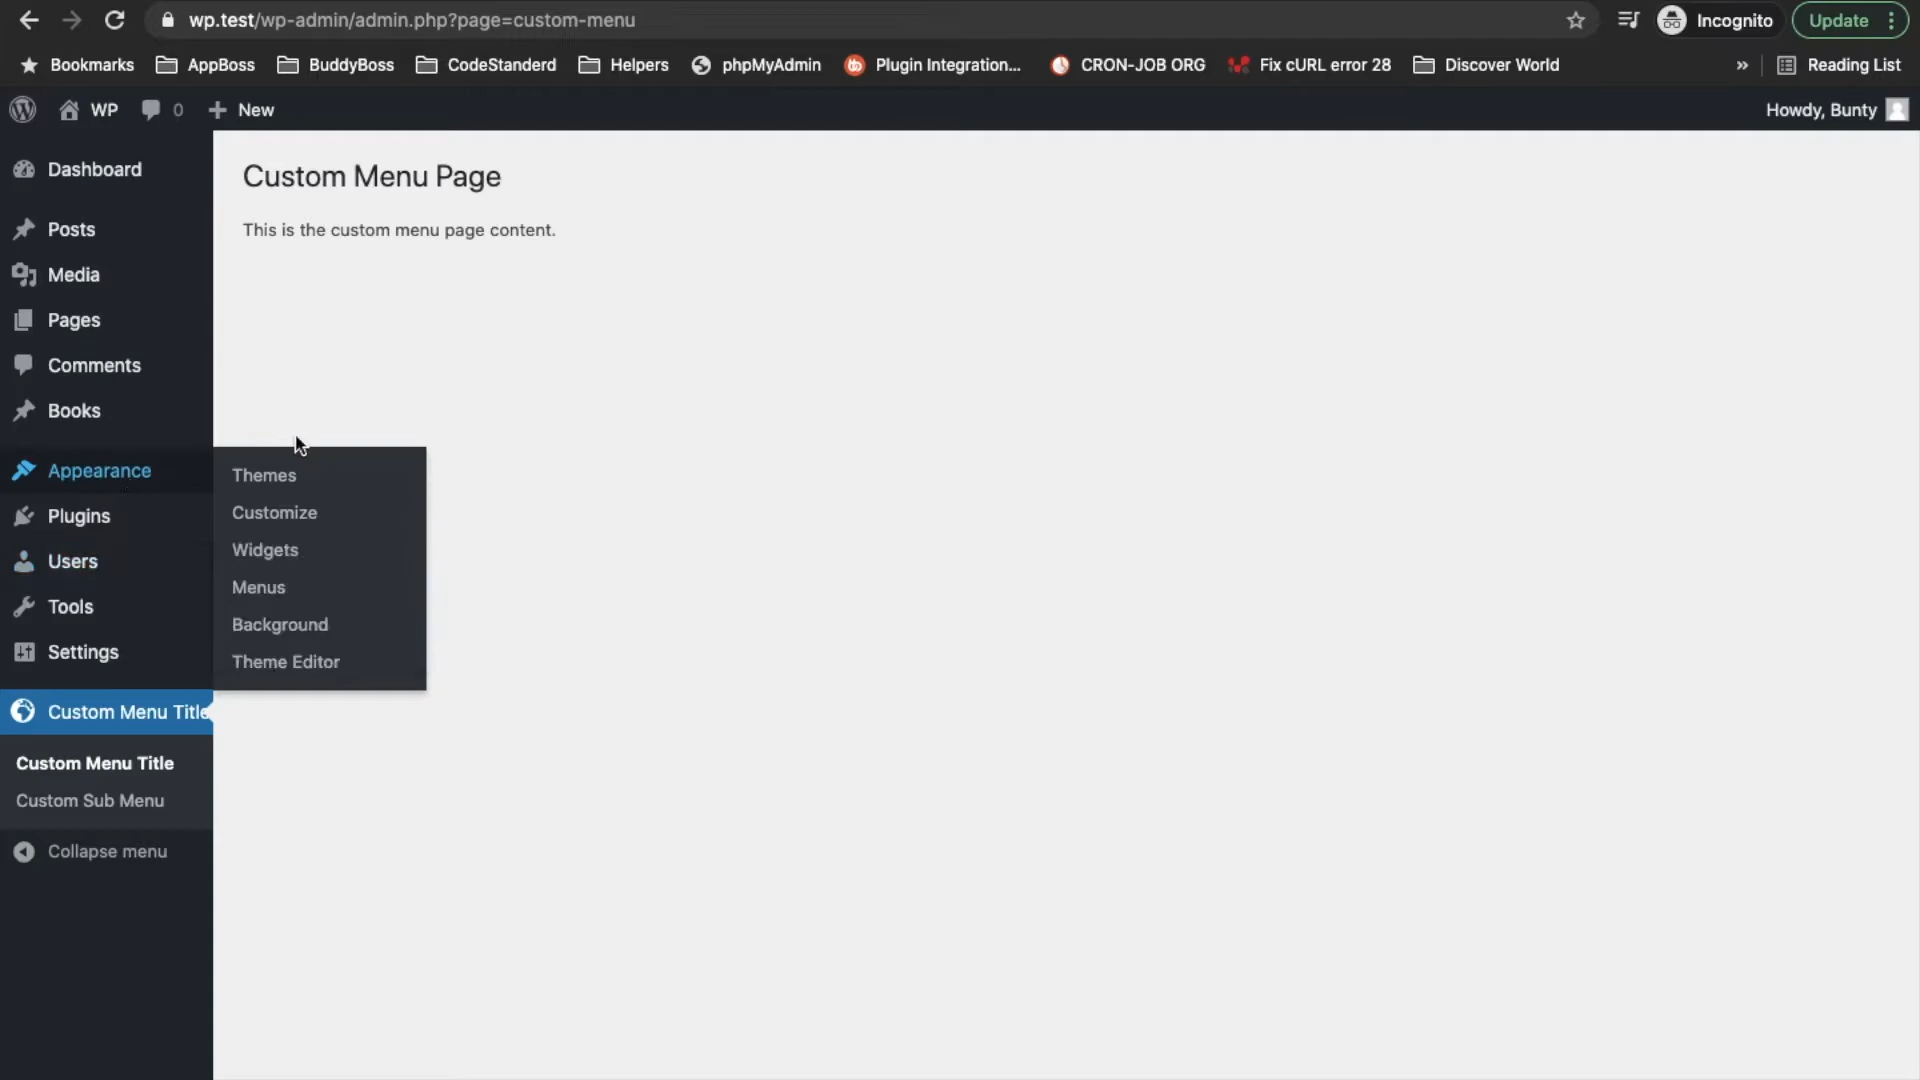 wp.test/wp-admin/admin.php?page=custom-menu
Incognito
Update
Bookmarks
AppBoss
BuddyBoss
CodeStanderd
Helpers
phpMyAdmin
Plugin Integration...
CRON-JOB ORG
Fix cURL error 28
Discover World
»
Reading List
WP
0
New
Howdy, Bunty
Dashboard
Posts
Media
Pages
Comments
Books
Appearance
Plugins
Users
Tools
Settings
Custom Menu Title
Custom Menu Title
Custom Sub Menu
Collapse menu
Themes
Customize
Widgets
Menus
Background
Theme Editor
Custom Menu Page
This is the custom menu page content.